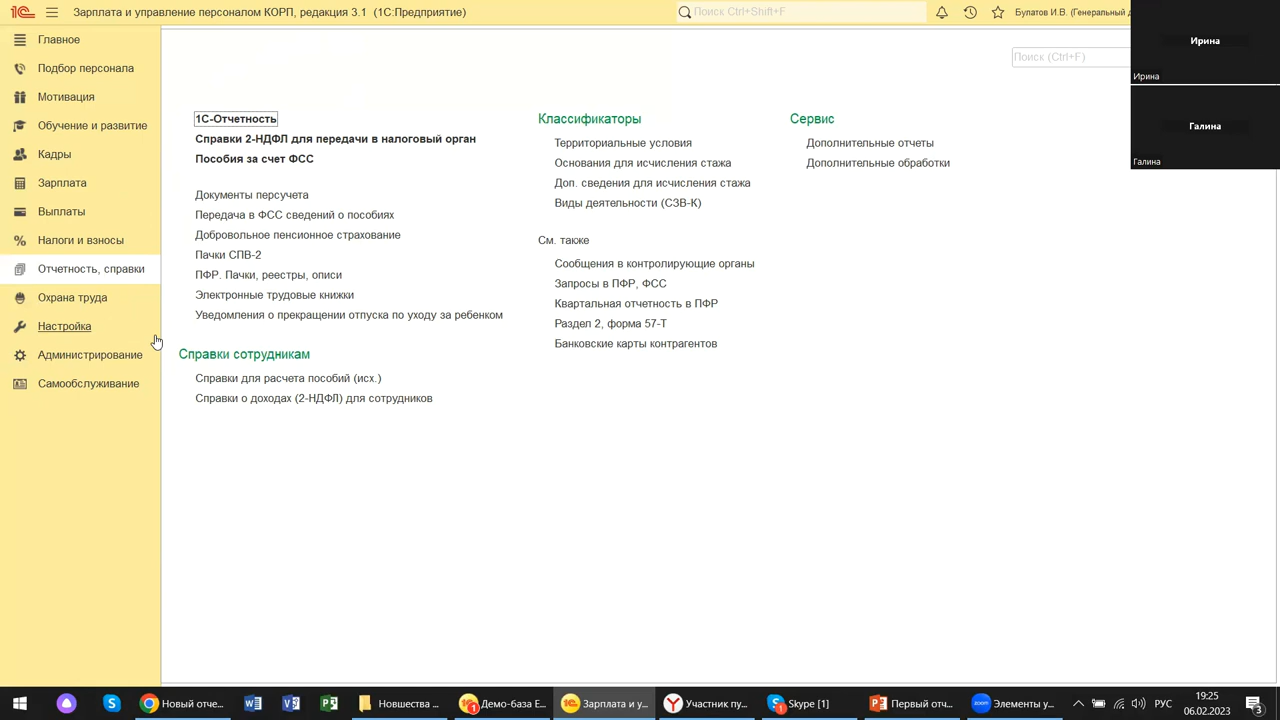 Зарплата и управление персоналом КОРП, редакция 3.1 (1С:Предприятие)
Поиск Ctrl+Shift+F
Булатов И.В. (Генеральный д
Главное
Подбор персонала
Мотивация
Обучение и развитие
Кадры
Зарплата
Выплаты
Налоги и взносы
Отчетность, справки
Охрана труда
Настройка
Администрирование
Самообслуживание
Поиск (Ctrl+F)
1С-Отчетность
Справки 2-НДФЛ для передачи в налоговый орган
Пособия за счет ФСС
Документы персучета
Передача в ФСС сведений о пособиях
Добровольное пенсионное страхование
Пачки СПВ-2
ПФР. Пачки, реестры, описи
Электронные трудовые книжки
Уведомления о прекращении отпуска по уходу за ребенком
Справки сотрудникам
Справки для расчета пособий (исх.)
Справки о доходах (2-НДФЛ) для сотрудников
Классификаторы
Территориальные условия
Основания для исчисления стажа
Доп. сведения для исчисления стажа
Виды деятельности (СЗВ-К)
См. также
Сообщения в контролирующие органы
Запросы в ПФР, ФСС
Квартальная отчетность в ПФР
Раздел 2, форма 57-Т
Банковские карты контрагентов
Сервис
Дополнительные отчеты
Дополнительные обработки
Ирина
Ирина
Галина
Галина
Новый отче...
Новшества ...
Демо-база Е...
Зарплата и у...
Участник пу...
Skype [1]
Первый отч...
zoom
Элементы у...
РУС
19:25
06.02.2023
3